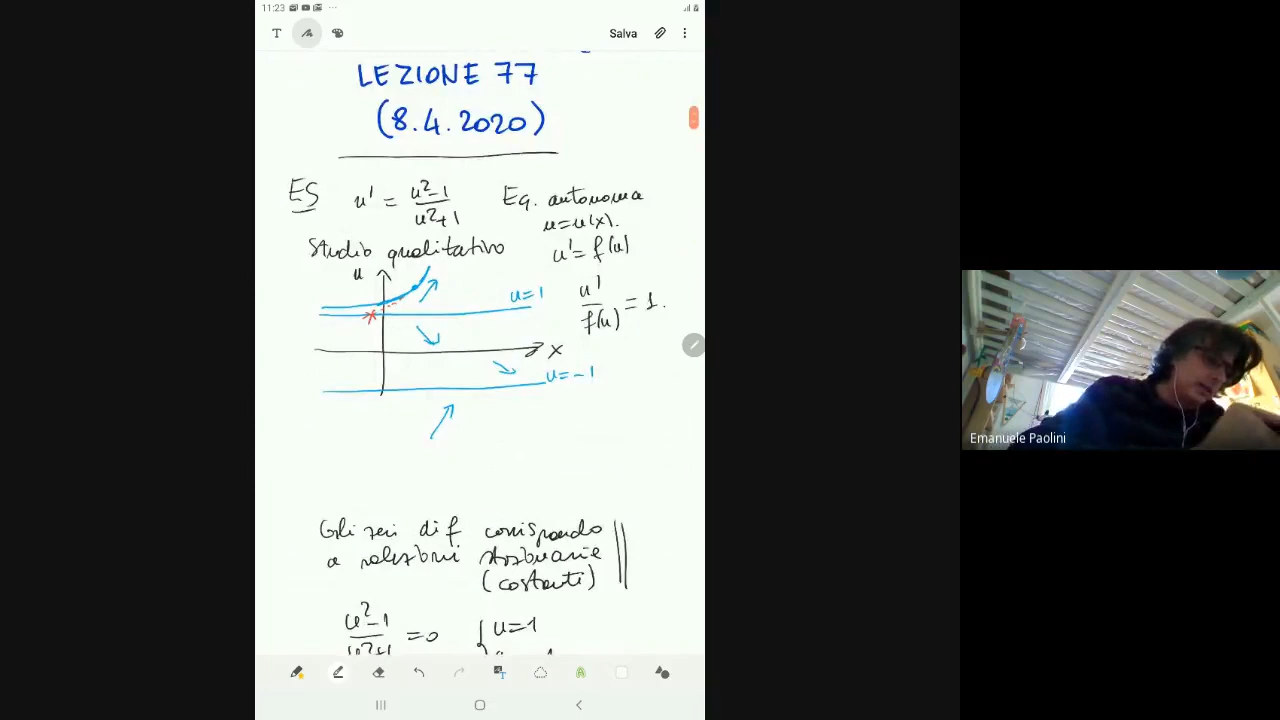 11:23
Salva
LEZIONE 77
(8.4.2020)
ES u' = u²-1 / u²+1 Eq. autonoma
u=u(x).
Studio qualitativo u' = f(u)
u
u=1 u' / f(u) = 1.
x
u=-1
Gli zeri di f corrispondo
a soluzioni stazionarie
(costanti)
u²-1 / u²+1 =0 { u=1
Emanuele Paolini